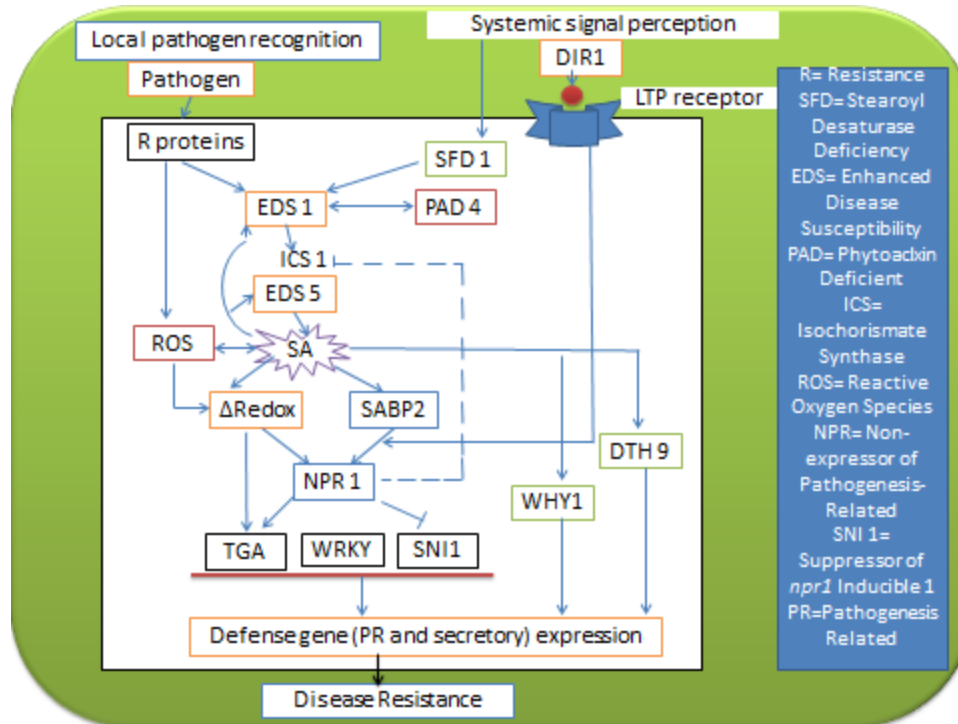 Systemic signal perception
Local pathogen recognition
DIR1
Pathogen
LTP receptor
R proteins
SFD 1
EDS 1
PAD 4
ICS 1
EDS 5
ROS
SA
ΔRedox
SABP2
DTH 9
NPR 1
WHY1
TGA
WRKY
SNI1
Defense gene (PR and secretory) expression
Disease Resistance
R= Resistance
SFD= Stearoyl
Desaturase
Deficiency
EDS= Enhanced
Disease
Susceptibility
PAD= Phytoadxin
Deficient
ICS=
Isochorismate
Synthase
ROS= Reactive
Oxygen Species
NPR= Non-
expressor of
Pathogenesis-
Related
SNI 1=
Suppressor of
npr1 Inducible 1
PR=Pathogenesis
Related